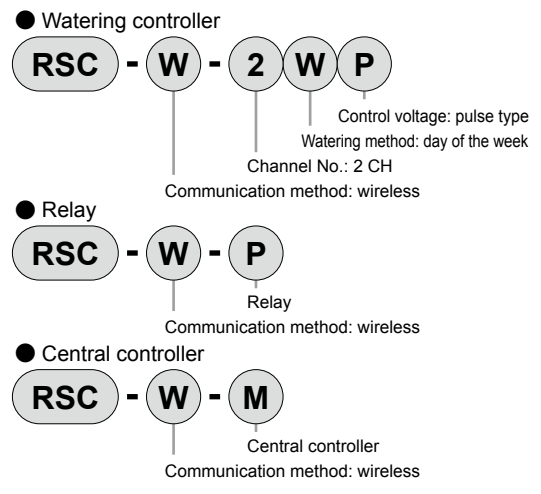 ● Watering controller
RSC - W - 2 W P
Control voltage: pulse type
Watering method: day of the week
Channel No.: 2 CH
Communication method: wireless
● Relay
RSC - W - P
Relay
Communication method: wireless
● Central controller
RSC - W - M
Central controller
Communication method: wireless